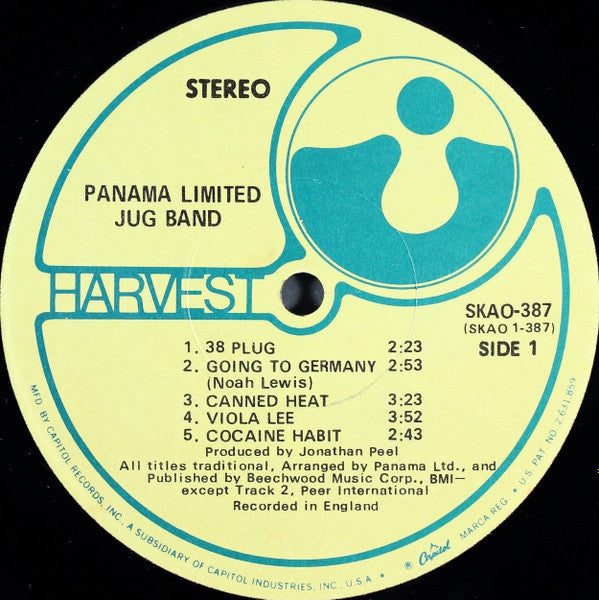 STEREO
PANAMA LIMITED
JUG BAND
HARVEST
SKAO-387
(SKAO 1-387)
SIDE 1
1. 38 PLUG 2:23
2. GOING TO GERMANY 2:53
(Noah Lewis)
3. CANNED HEAT 3:23
4. VIOLA LEE 3:52
5. COCAINE HABIT 2:43
Produced by Jonathan Peel
All titles traditional, Arranged by Panama Ltd., and
Published by Beechwood Music Corp., BMI—
except Track 2, Peer International
Recorded in England
MFD. BY CAPITOL RECORDS, INC., A SUBSIDIARY OF CAPITOL INDUSTRIES, INC., U.S.A. • ® Capitol MARCA REG. • U.S. PAT. NO. 2,631,859